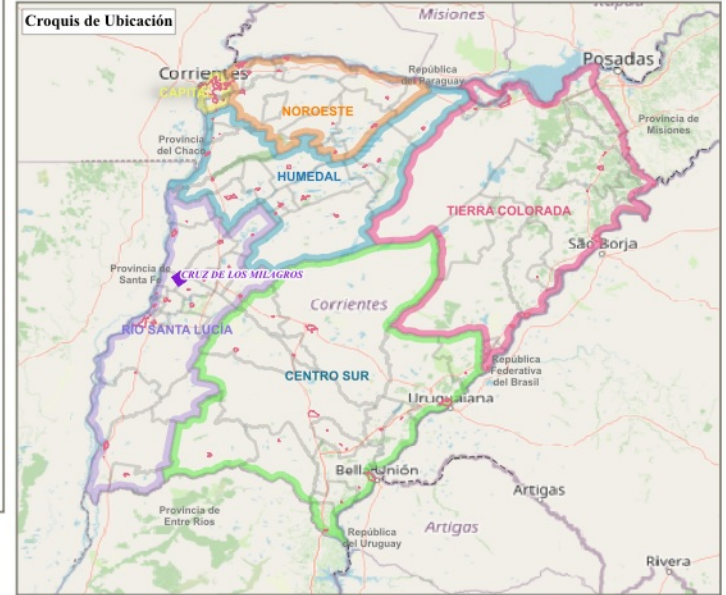 Croquis de Ubicación
Misiones
Posadas
República
del Paraguay
Corrientes
CAPITAL
NOROESTE
Provincia de
Misiones
Provincia
del Chaco
HUMEDAL
TIERRA COLORADA
São Borja
Provincia de
Santa Fe
CRUZ DE LOS MILAGROS
Corrientes
RÍO SANTA LUCÍA
República
Federativa
del Brasil
CENTRO SUR
Uruguaiana
Bella Unión
Artigas
Provincia de
Entre Ríos
República
del Uruguay
Artigas
Rivera